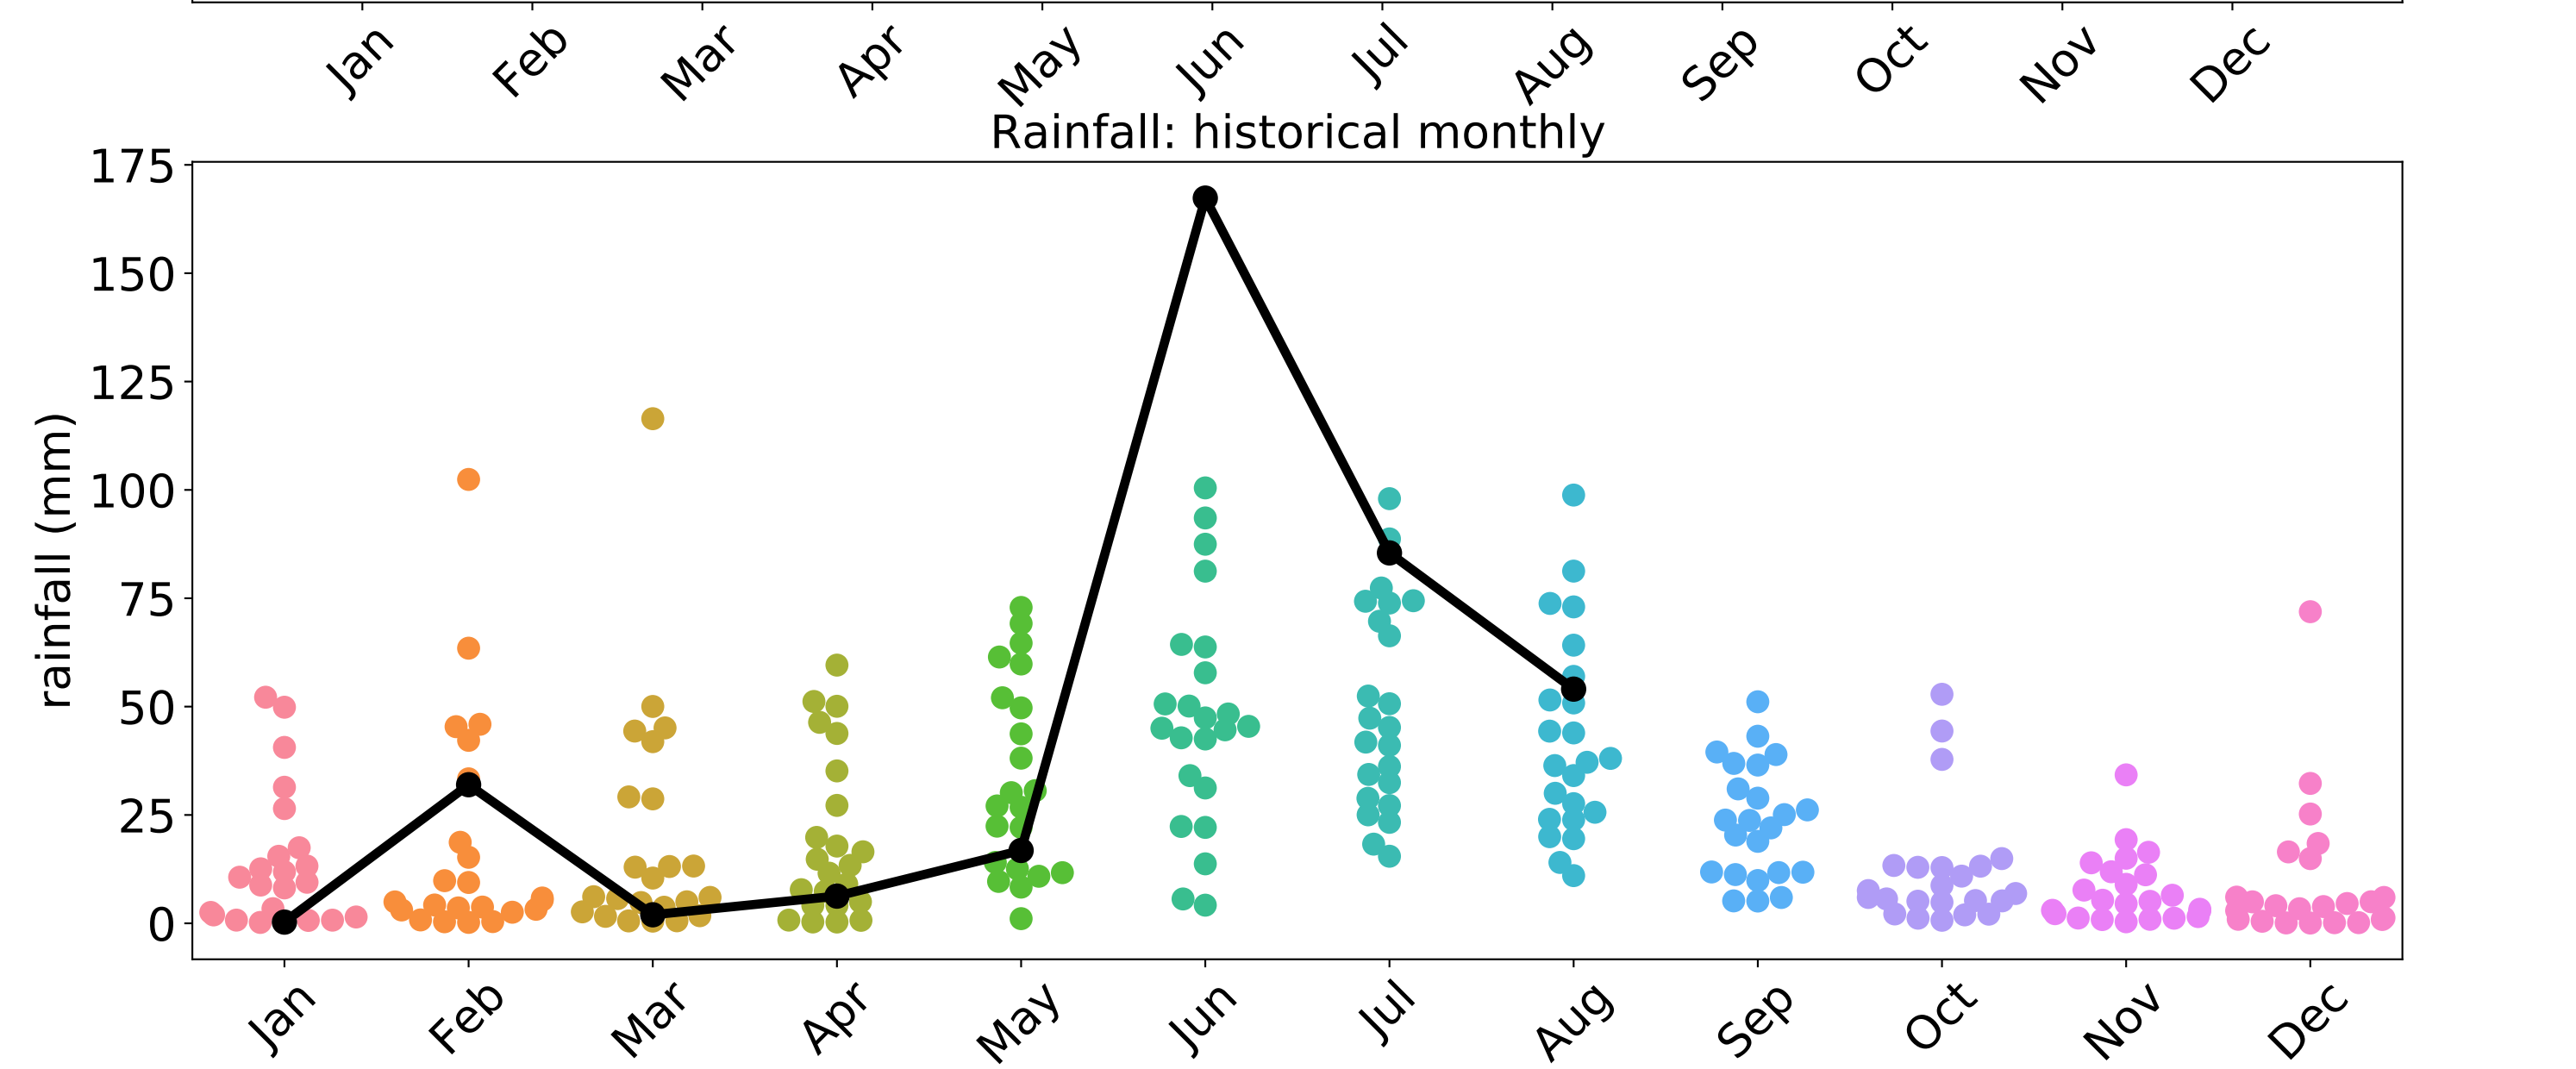 Jan Feb Mar Apr May Jun Jul Aug Sep Oct Nov Dec
Rainfall: historical monthly
175
150
125
100
75
50
25
0
rainfall (mm)
Jan Feb Mar Apr May Jun Jul Aug Sep Oct Nov Dec